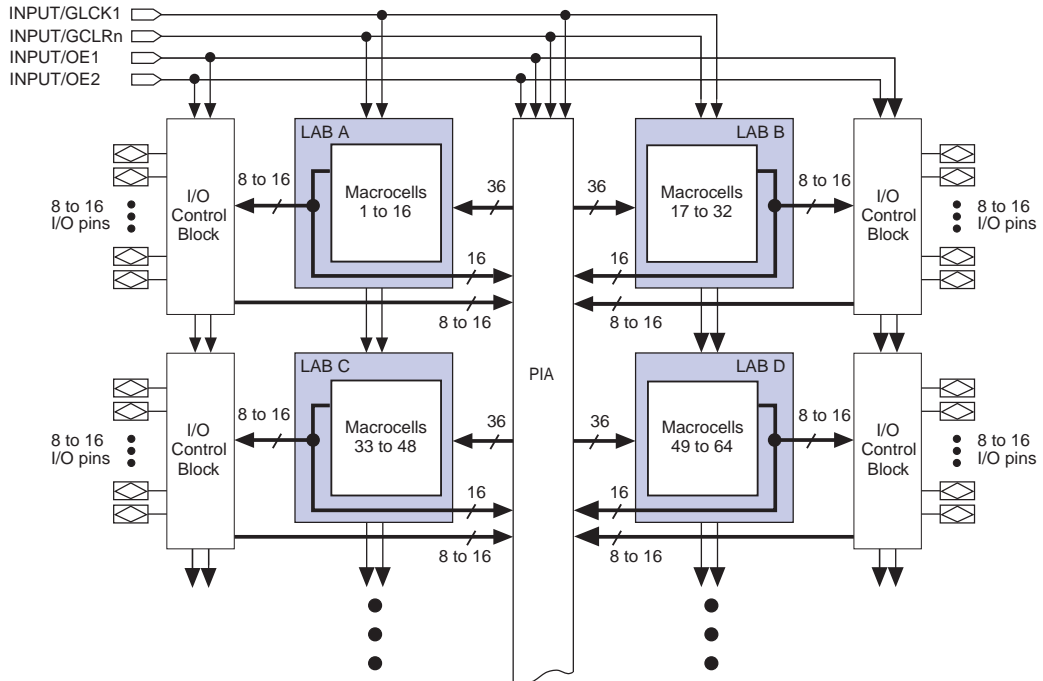 INPUT/GLCK1
INPUT/GCLRn
INPUT/OE1
INPUT/OE2
LAB A
LAB B
8 to 16
I/O pins
I/O
Control
Block
8 to 16
Macrocells
1 to 16
36
36
Macrocells
17 to 32
8 to 16
I/O
Control
Block
8 to 16
I/O pins
16
16
8 to 16
8 to 16
PIA
LAB C
LAB D
8 to 16
I/O pins
I/O
Control
Block
8 to 16
Macrocells
33 to 48
36
36
Macrocells
49 to 64
8 to 16
I/O
Control
Block
8 to 16
I/O pins
16
16
8 to 16
8 to 16